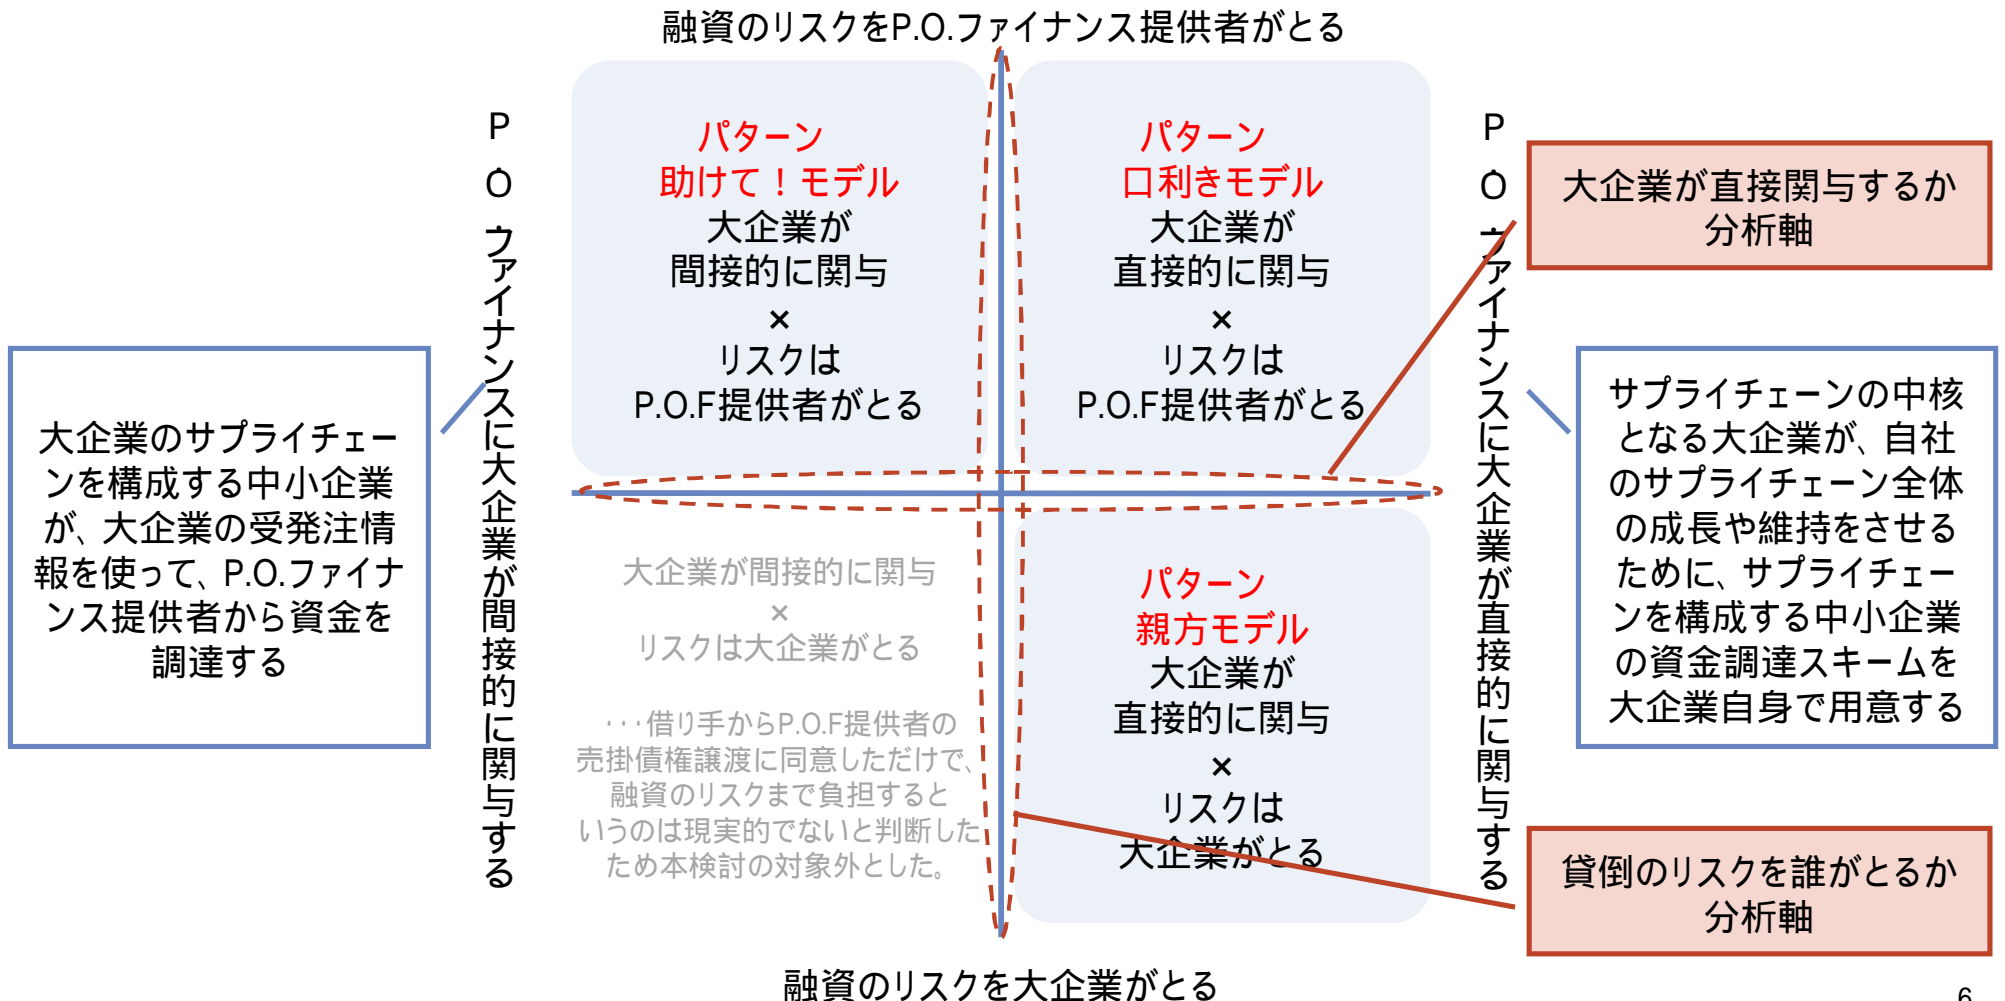 融資のリスクをP.O.ファイナンス提供者がとる
P.O.ファイナンスに大企業が間接的に関与する
パターン
助けて！モデル
大企業が
間接的に関与
×
リスクは
P.O.F提供者がとる
パターン
口利きモデル
大企業が
直接的に関与
×
リスクは
P.O.F提供者がとる
P.O.ファイナンスに大企業が直接的に関与する
大企業が直接関与するか
分析軸
大企業のサプライチェー
ンを構成する中小企業
が、大企業の受発注情
報を使って、P.O.ファイナ
ンス提供者から資金を
調達する
サプライチェーンの中核
となる大企業が、自社
のサプライチェーン全体
の成長や維持をさせる
ために、サプライチェー
ンを構成する中小企業
の資金調達スキームを
大企業自身で用意する
大企業が間接的に関与
×
リスクは大企業がとる
・・・借り手からP.O.F提供者の
売掛債権譲渡に同意しただけで、
融資のリスクまで負担すると
いうのは現実的でないと判断した
ため本検討の対象外とした。
パターン
親方モデル
大企業が
直接的に関与
×
リスクは
大企業がとる
貸倒のリスクを誰がとるか
分析軸
融資のリスクを大企業がとる
6